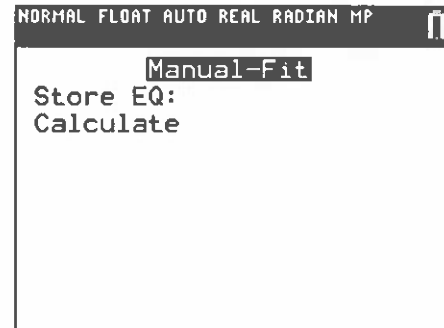 NORMAL FLOAT AUTO REAL RADIAN MP
Manual-Fit
Store EQ:
Calculate